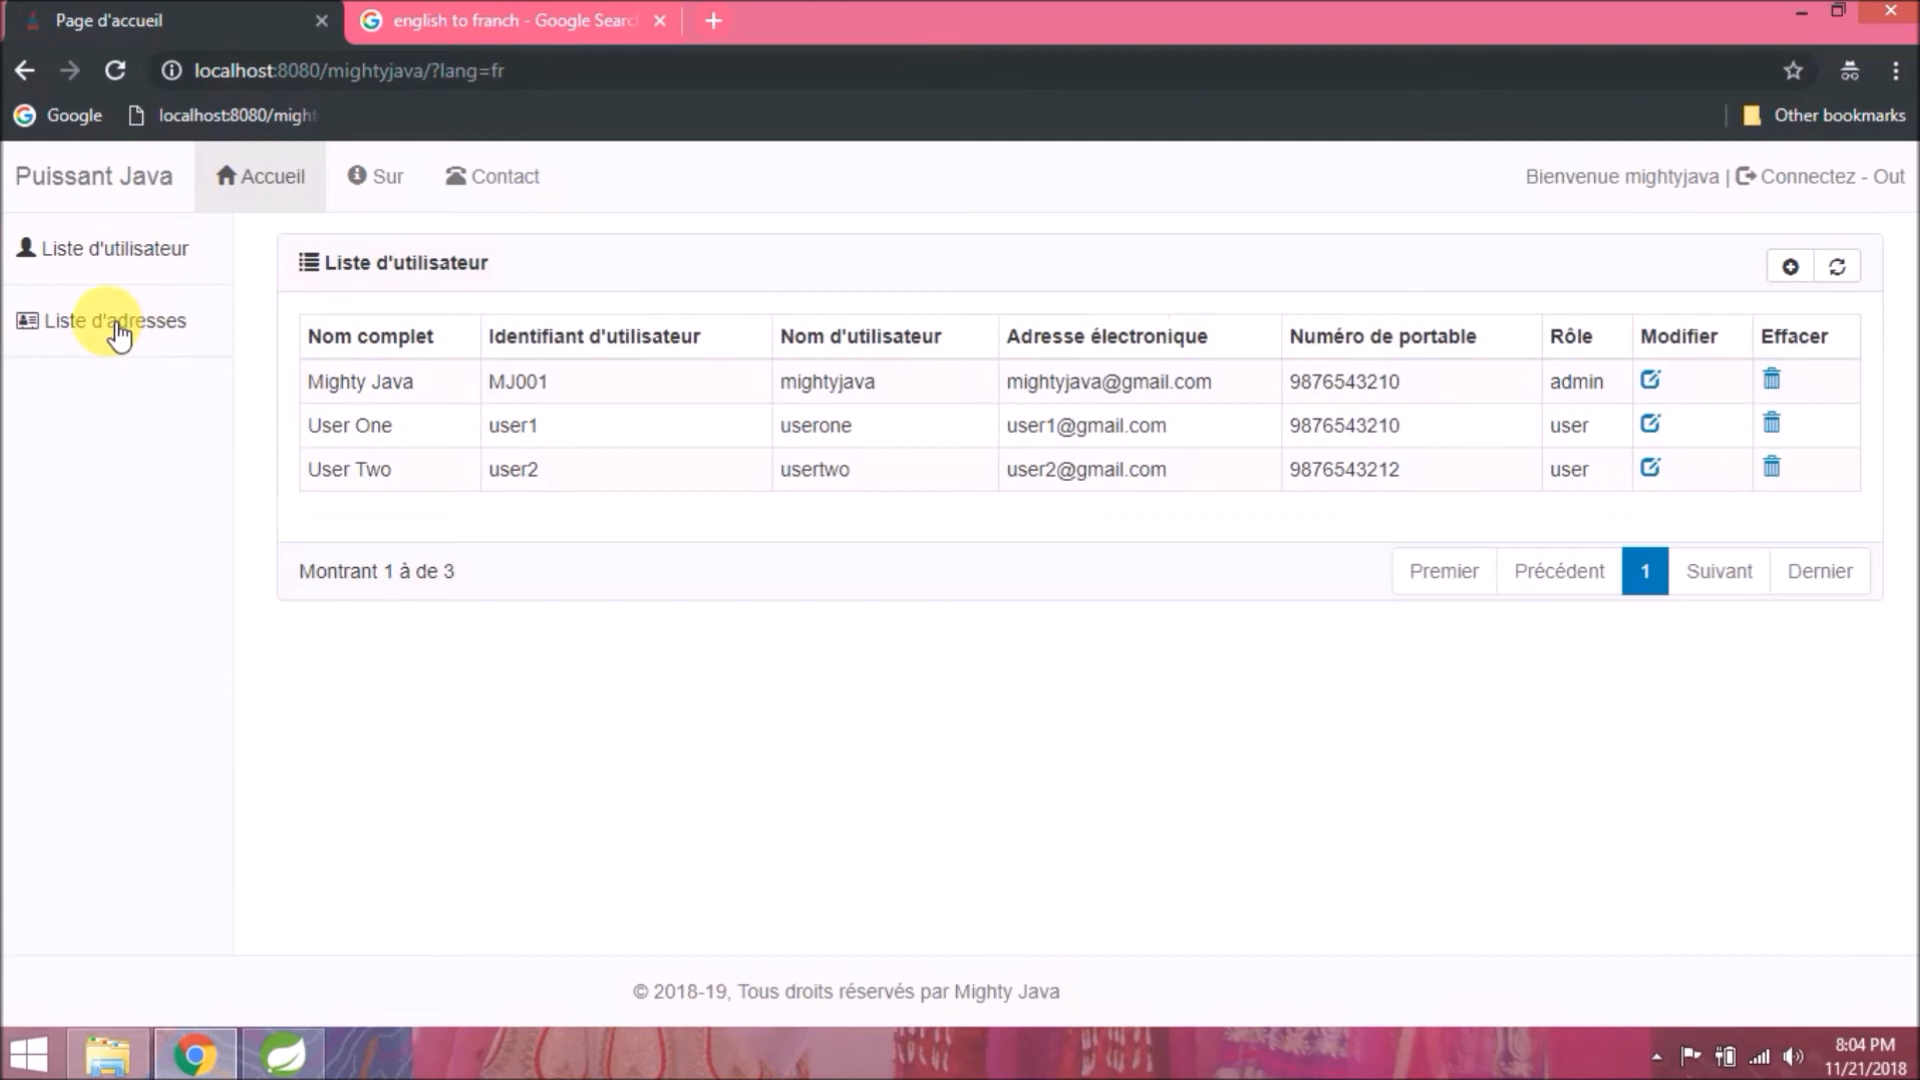 Page d'accueil
english to franch - Google Searc
localhost:8080/mightyjava/?lang=fr
Google localhost:8080/might Other bookmarks
Puissant Java Accueil Sur Contact Bienvenue mightyjava | Connectez - Out
Liste d'utilisateur
Liste d'adresses
Liste d'utilisateur
Nom complet Identifiant d'utilisateur Nom d'utilisateur Adresse électronique Numéro de portable Rôle Modifier Effacer
Mighty Java MJ001 mightyjava mightyjava@gmail.com 9876543210 admin
User One user1 userone user1@gmail.com 9876543210 user
User Two user2 usertwo user2@gmail.com 9876543212 user
Montrant 1 à de 3 Premier Précédent 1 Suivant Dernier
© 2018-19, Tous droits réservés par Mighty Java
8:04 PM
11/21/2018